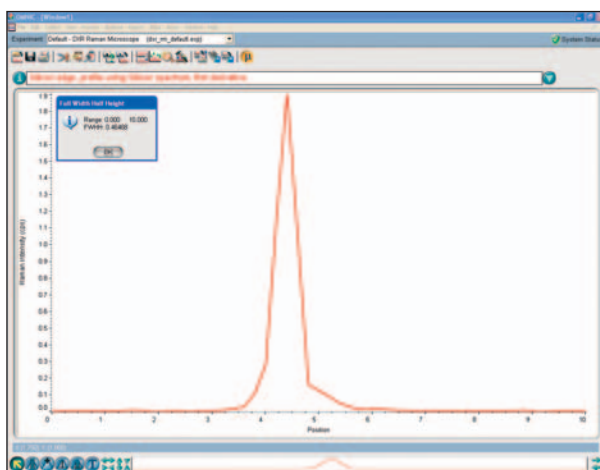 OMNIC - [Window1]
Experiment: Default - DXR Raman Microscope (dxr_mi_default.exp)
System Status
Silicon edge, profile using Silicon spectrum, first derivative
Full Width Half Height
Range: 0.000 10.000
FWHH: 0.48488
OK
1.9
1.8
1.7
1.6
1.5
1.4
1.3
1.2
1.1
1.0
0.9
0.8
0.7
0.6
0.5
0.4
0.3
0.2
0.1
0.0
Raman intensity (cps)
0 1 2 3 4 5 6 7 8 9 10
Position